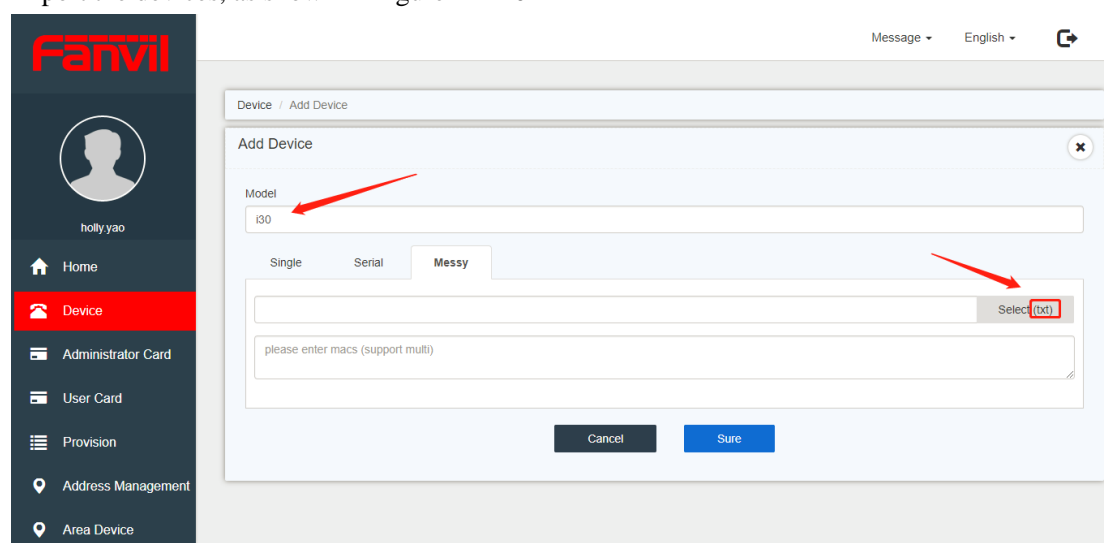 Fanvil
Message
English
Device / Add Device
Add Device
Model
i30
holly.yao
Single
Serial
Messy
Home
Device
Select (txt)
Administrator Card
please enter macs (support multi)
User Card
Provision
Cancel
Sure
Address Management
Area Device